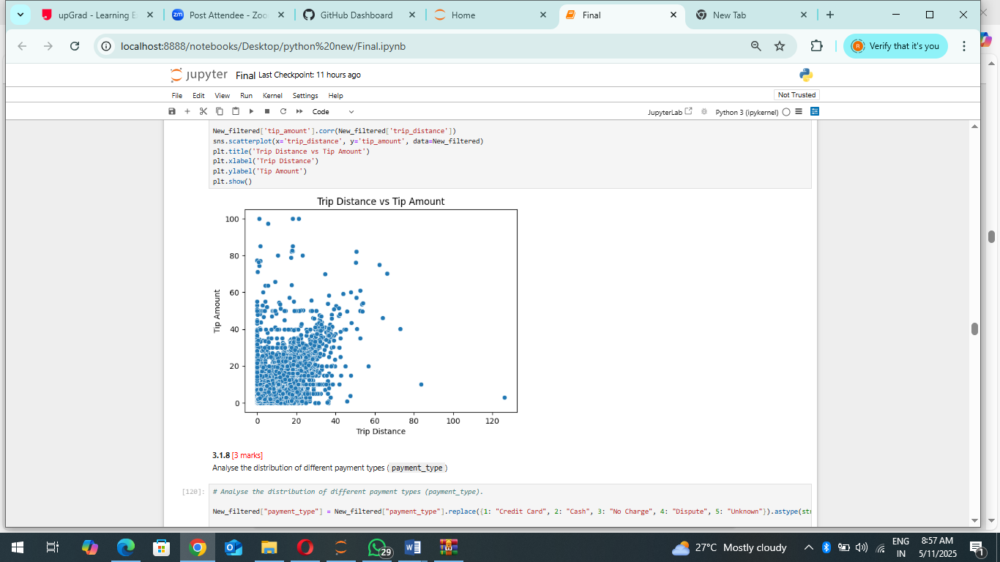 upGrad - Learning E
Post Attendee - Zoo
GitHub Dashboard
Home
Final
New Tab
localhost:8888/notebooks/Desktop/python%20new/Final.ipynb
Verify that it's you
jupyter Final Last Checkpoint: 11 hours ago
File Edit View Run Kernel Settings Help
Not Trusted
Code
JupyterLab
Python 3 (ipykernel)
New_filtered['tip_amount'].corr(New_filtered['trip_distance'])
sns.scatterplot(x='trip_distance', y='tip_amount', data=New_filtered)
plt.title('Trip Distance vs Tip Amount')
plt.xlabel('Trip Distance')
plt.ylabel('Tip Amount')
plt.show()
Trip Distance vs Tip Amount
100
80
60
40
20
0
Tip Amount
0 20 40 60 80 100 120
Trip Distance
3.1.8 [3 marks]
Analyse the distribution of different payment types (payment_type)
[120]:
# Analyse the distribution of different payment types (payment_type).
New_filtered["payment_type"] = New_filtered["payment_type"].replace({1: "Credit Card", 2: "Cash", 3: "No Charge", 4: "Dispute", 5: "Unknown"}).astype(str
29
27°C Mostly cloudy
ENG
IN
8:57 AM
5/11/2025
1